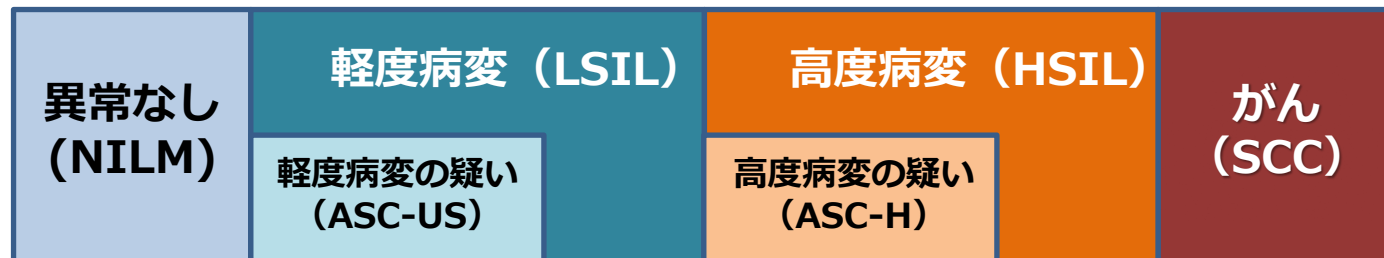 異常なし
(NILM)
軽度病変（LSIL）
軽度病変の疑い
（ASC-US）
高度病変（HSIL）
高度病変の疑い
（ASC-H）
がん
（SCC）